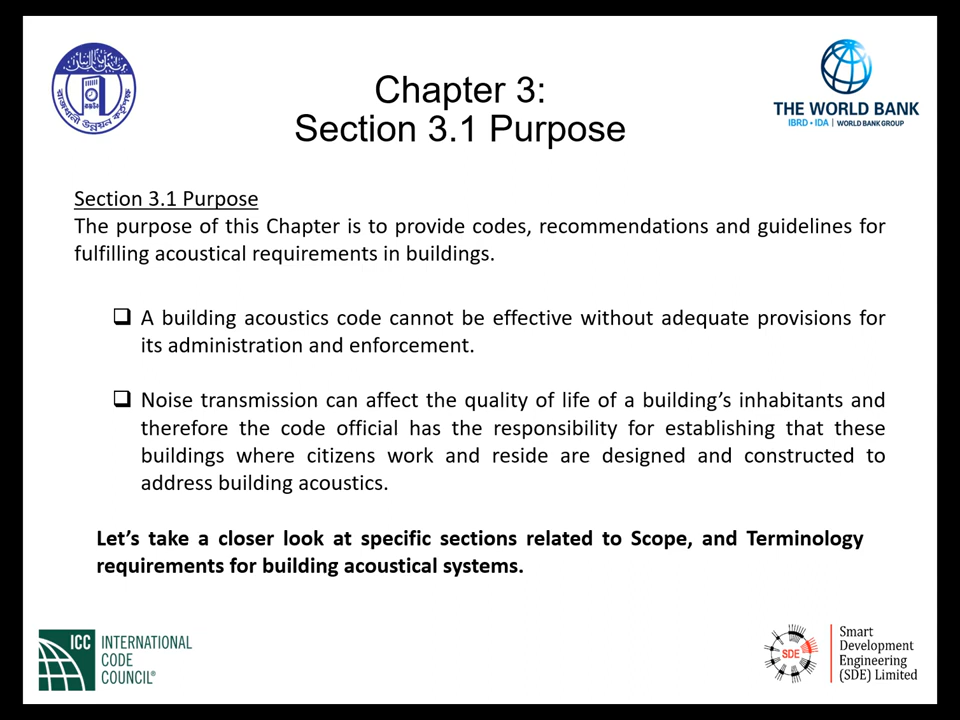 Chapter 3:
Section 3.1 Purpose
THE WORLD BANK
IBRD • IDA | WORLD BANK GROUP
রাজধানী উন্নয়ন কর্তৃপক্ষ
Section 3.1 Purpose
The purpose of this Chapter is to provide codes, recommendations and guidelines for
fulfilling acoustical requirements in buildings.
❑ A building acoustics code cannot be effective without adequate provisions for
its administration and enforcement.
❑ Noise transmission can affect the quality of life of a building’s inhabitants and
therefore the code official has the responsibility for establishing that these
buildings where citizens work and reside are designed and constructed to
address building acoustics.
Let’s take a closer look at specific sections related to Scope, and Terminology
requirements for building acoustical systems.
ICC INTERNATIONAL
CODE
COUNCIL®
SDE
Smart
Development
Engineering
(SDE) Limited